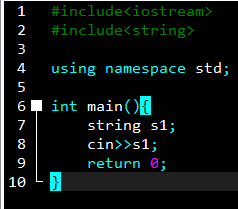 1 #include<iostream>
2 #include<string>
3
4 using namespace std;
5
6 int main(){
7 string s1;
8 cin>>s1;
9 return 0;
10 }